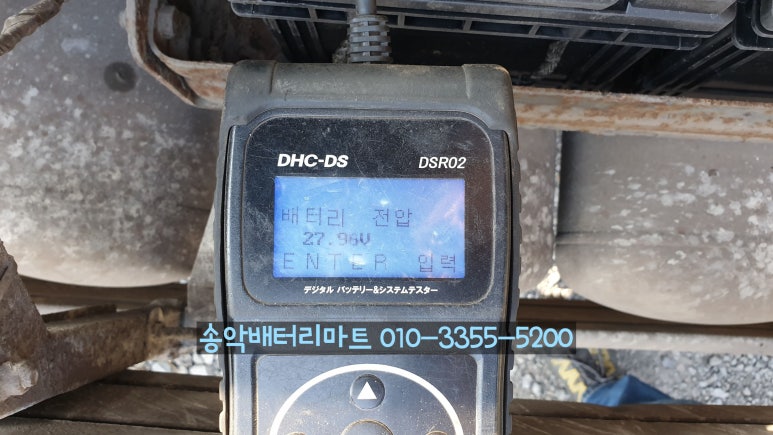 DHC-DS DSR02
배터리 전압
27.96V
ENTER 입력
デジタル バッテリー&システムテスター
송악배터리마트 010-3355-5200